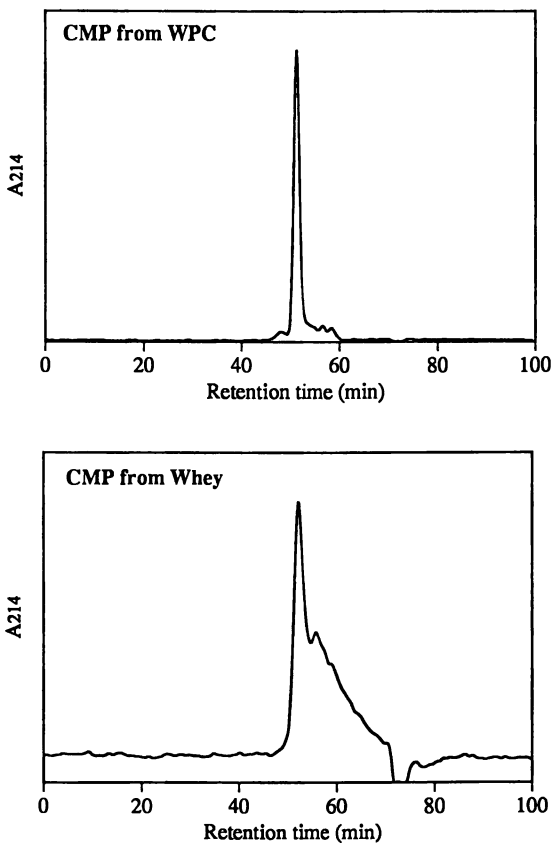 CMP from WPC
A214
0 20 40 60 80 100
Retention time (min)
CMP from Whey
A214
0 20 40 60 80 100
Retention time (min)